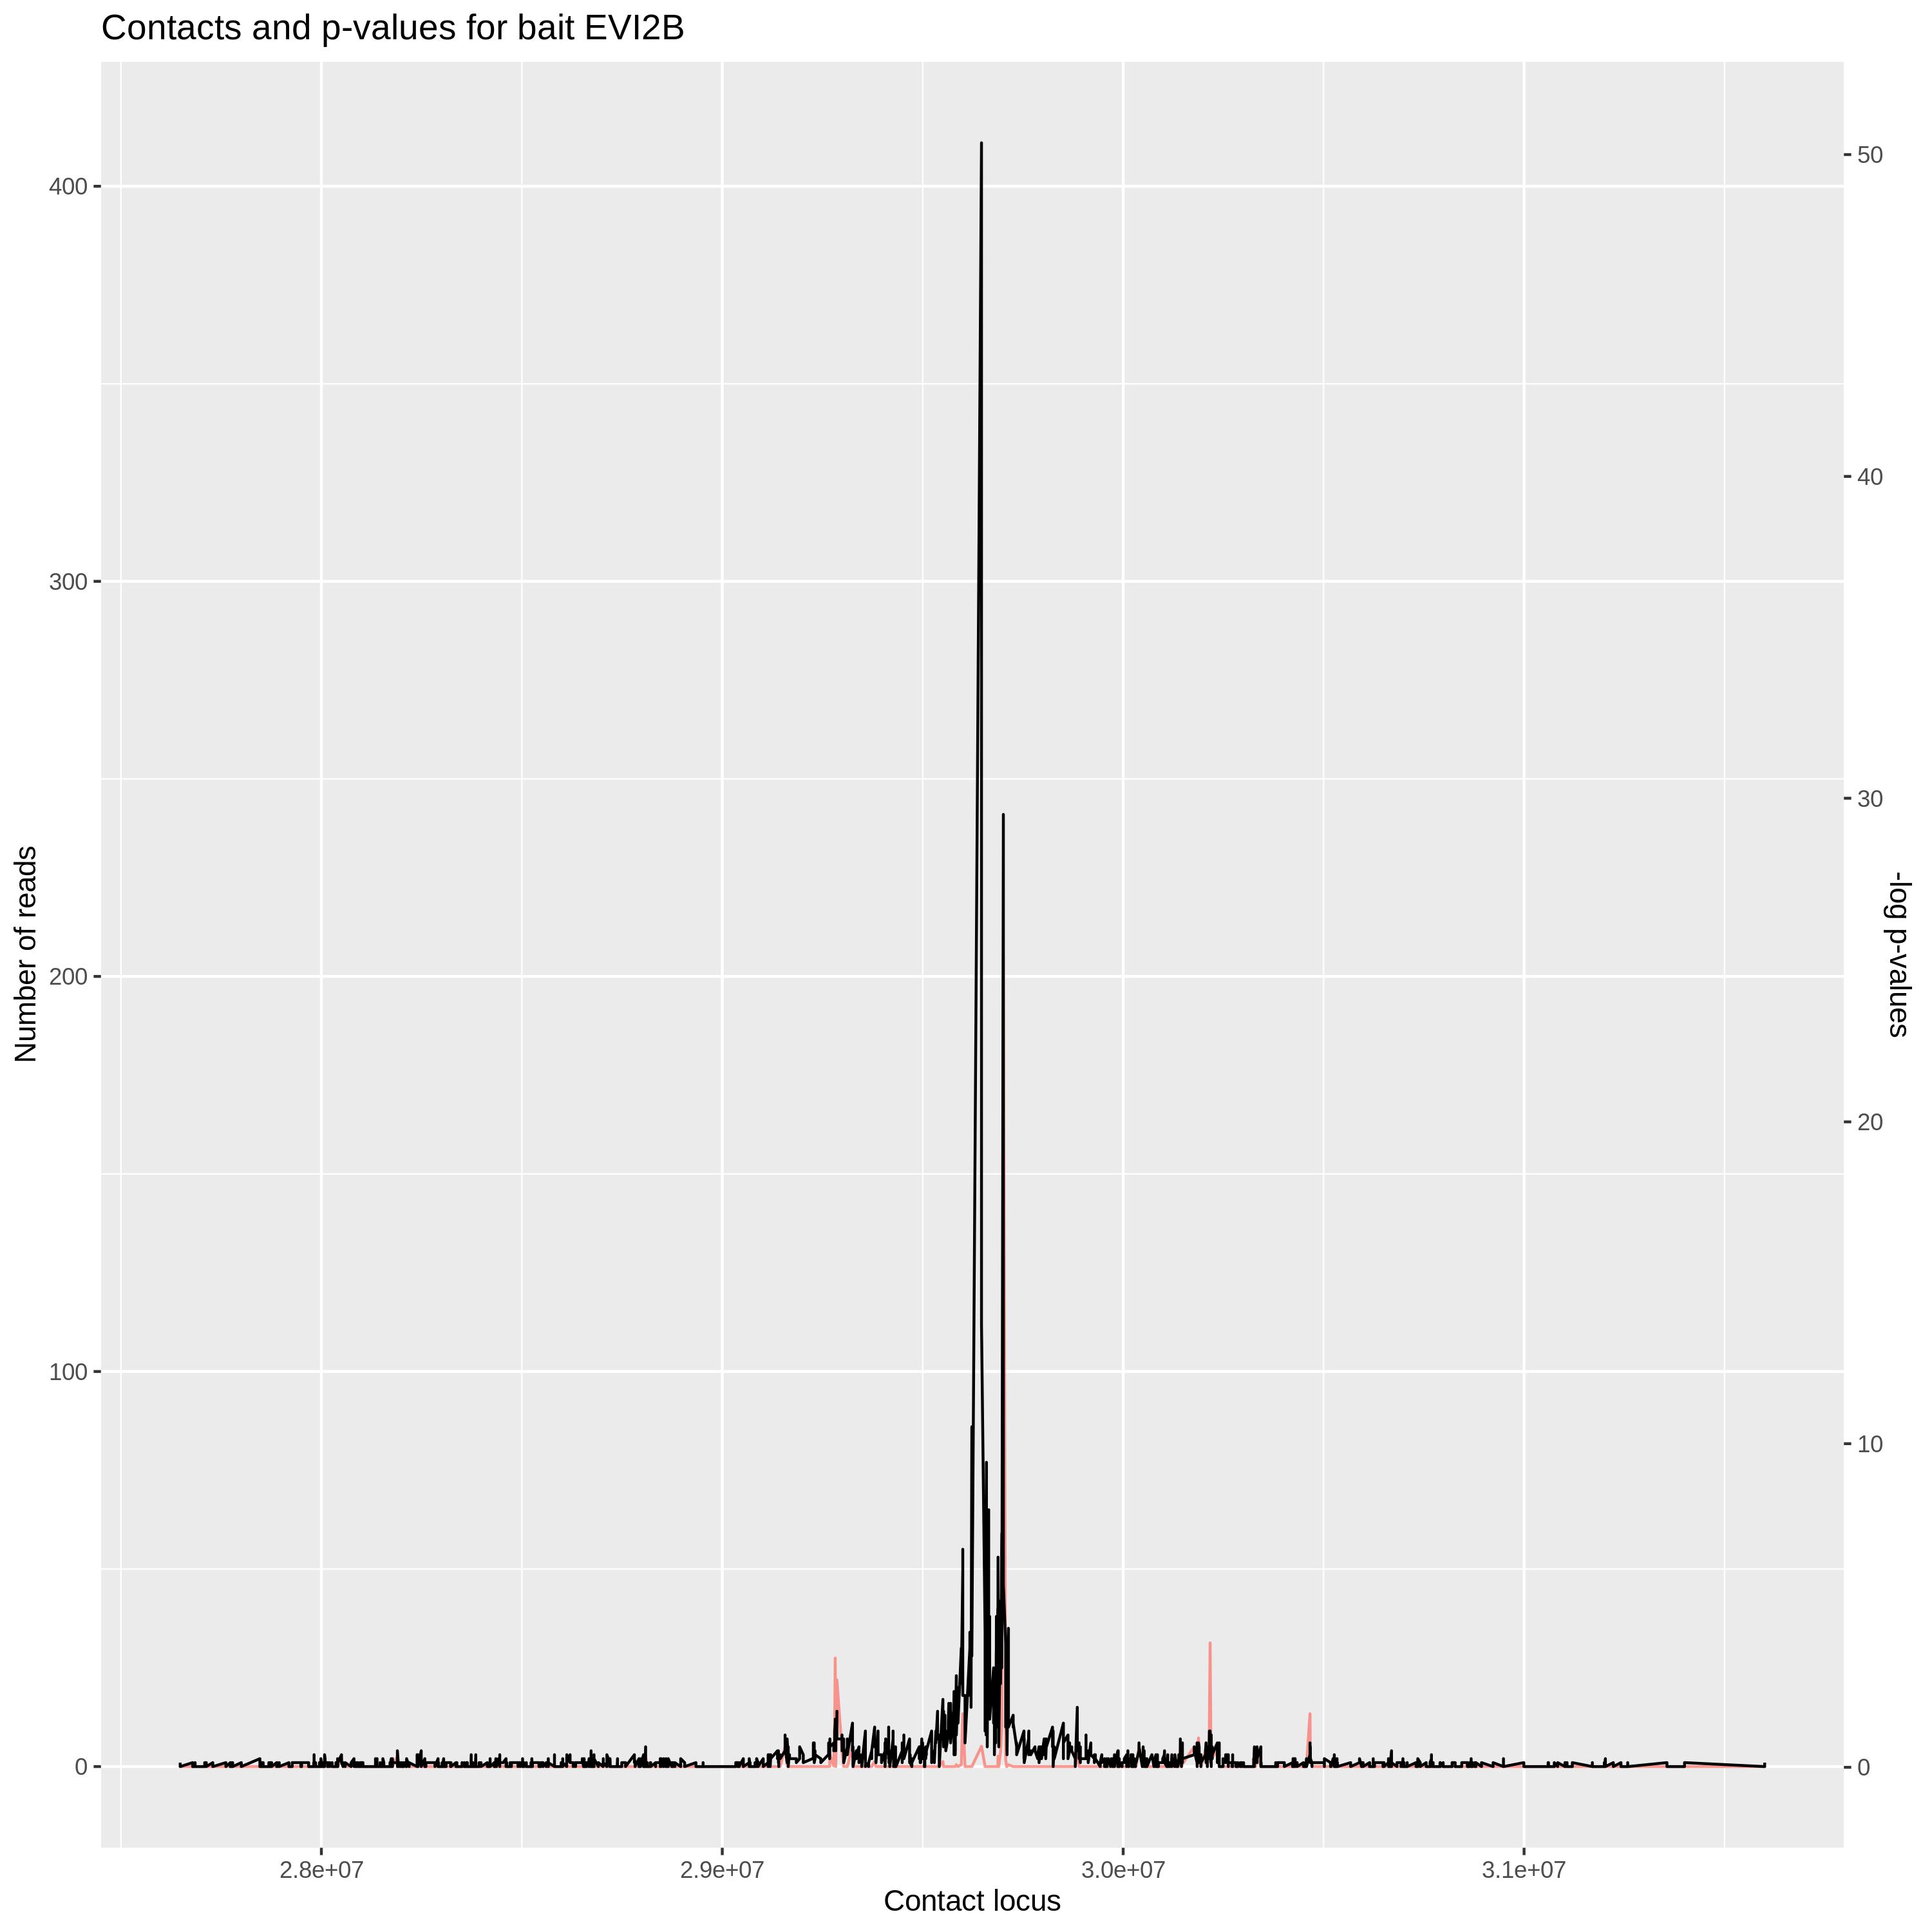 Contacts and p-values for bait EVI2B
400
300
200
100
0
Number of reads
50
40
30
20
10
0
-log p-values
2.8e+07
2.9e+07
3.0e+07
3.1e+07
Contact locus